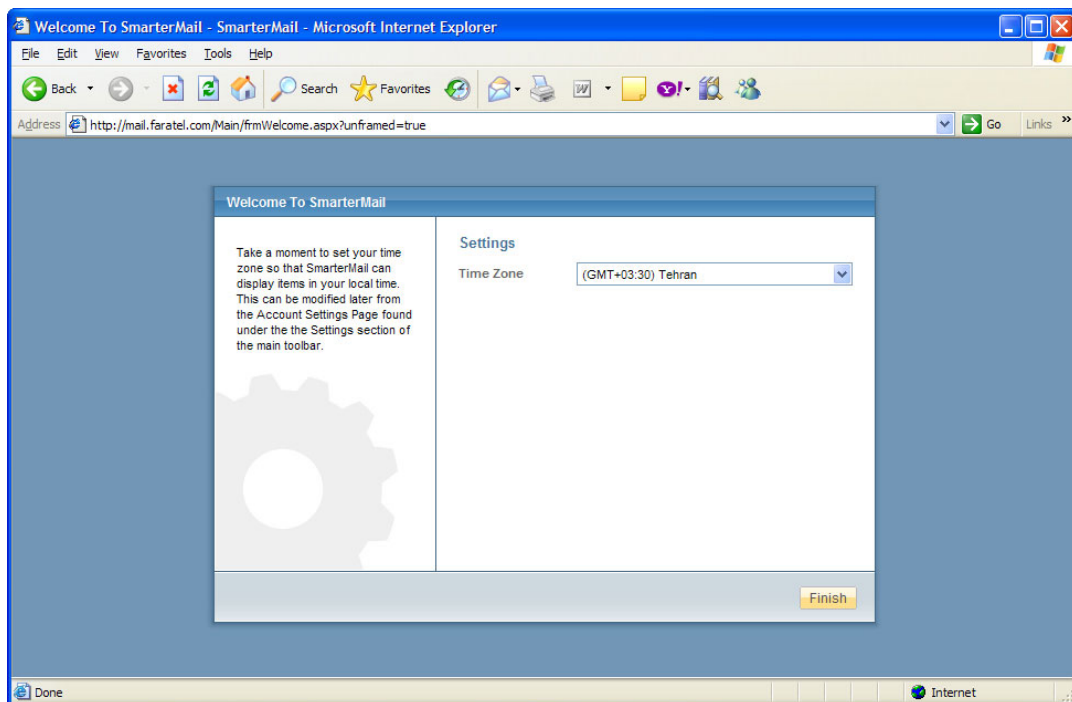 Welcome To SmarterMail - SmarterMail - Microsoft Internet Explorer
File Edit View Favorites Tools Help
Back Search Favorites
Address http://mail.faratel.com/Main/frmWelcome.aspx?unframed=true Go Links »
Welcome To SmarterMail
Take a moment to set your time
zone so that SmarterMail can
display items in your local time.
This can be modified later from
the Account Settings Page found
under the the Settings section of
the main toolbar.
Settings
Time Zone (GMT+03:30) Tehran
Finish
Done Internet